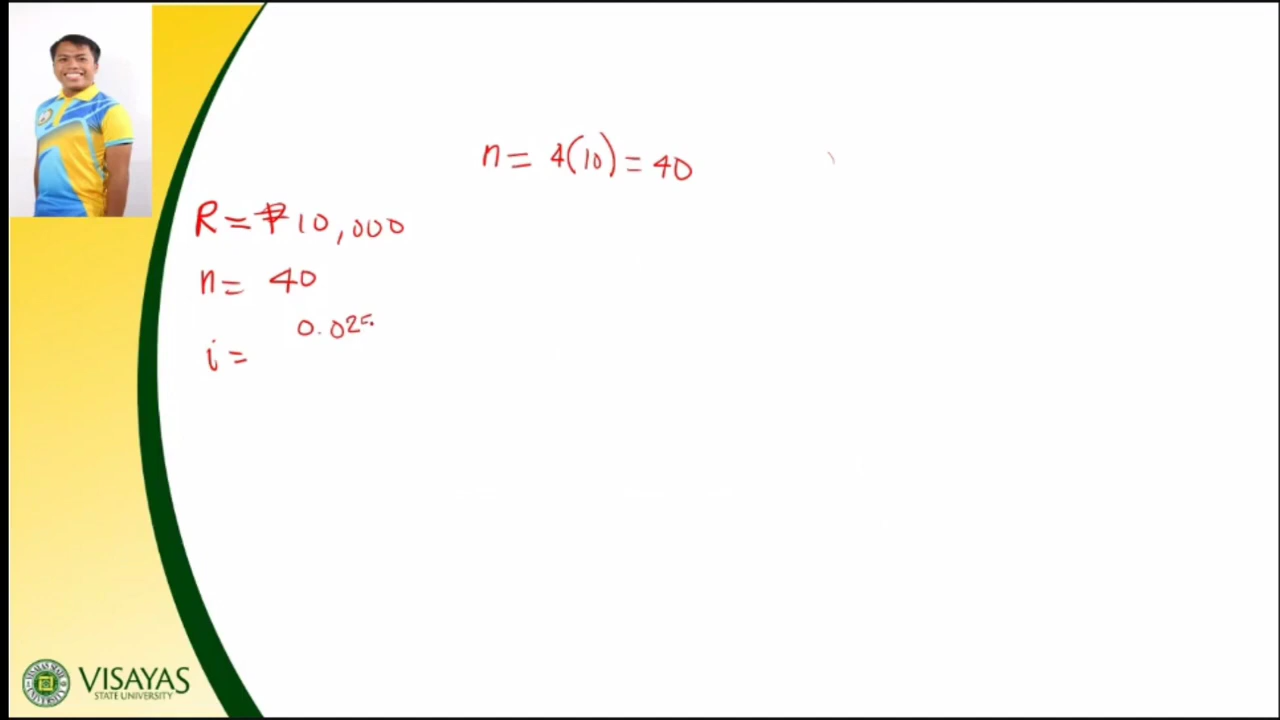 n = 4(10) = 40
R = ₱10,000
n = 40
0.025
i =
VISAYAS
STATE UNIVERSITY